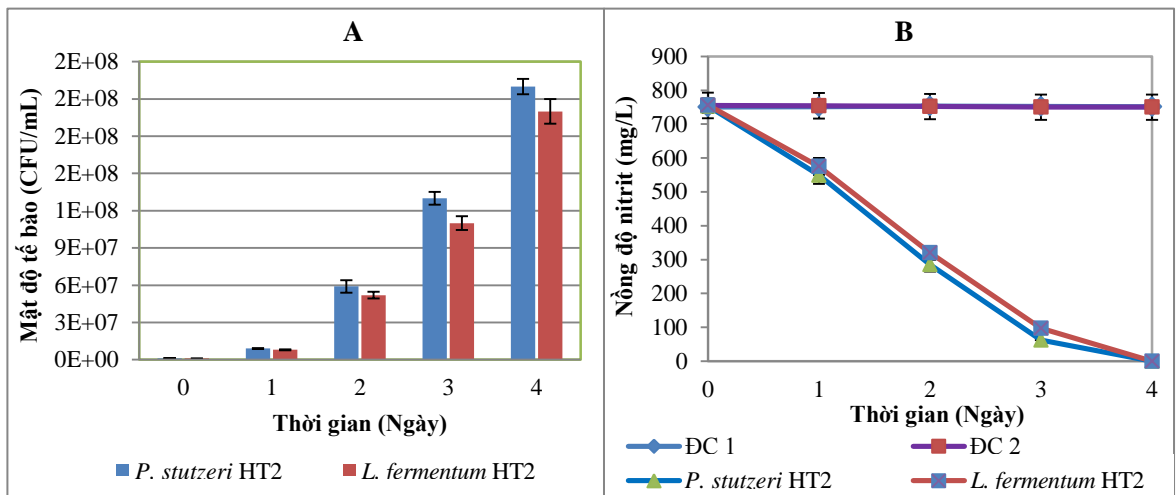 A
Mật độ tế bào (CFU/mL)
2E+08
2E+08
2E+08
2E+08
1E+08
9E+07
6E+07
3E+07
0E+00
0 1 2 3 4
Thời gian (Ngày)
P. stutzeri HT2 L. fermentum HT2
B
Nồng độ nitrit (mg/L)
900
800
700
600
500
400
300
200
100
0
0 1 2 3 4
Thời gian (Ngày)
ĐC 1 ĐC 2
P. stutzeri HT2 L. fermentum HT2